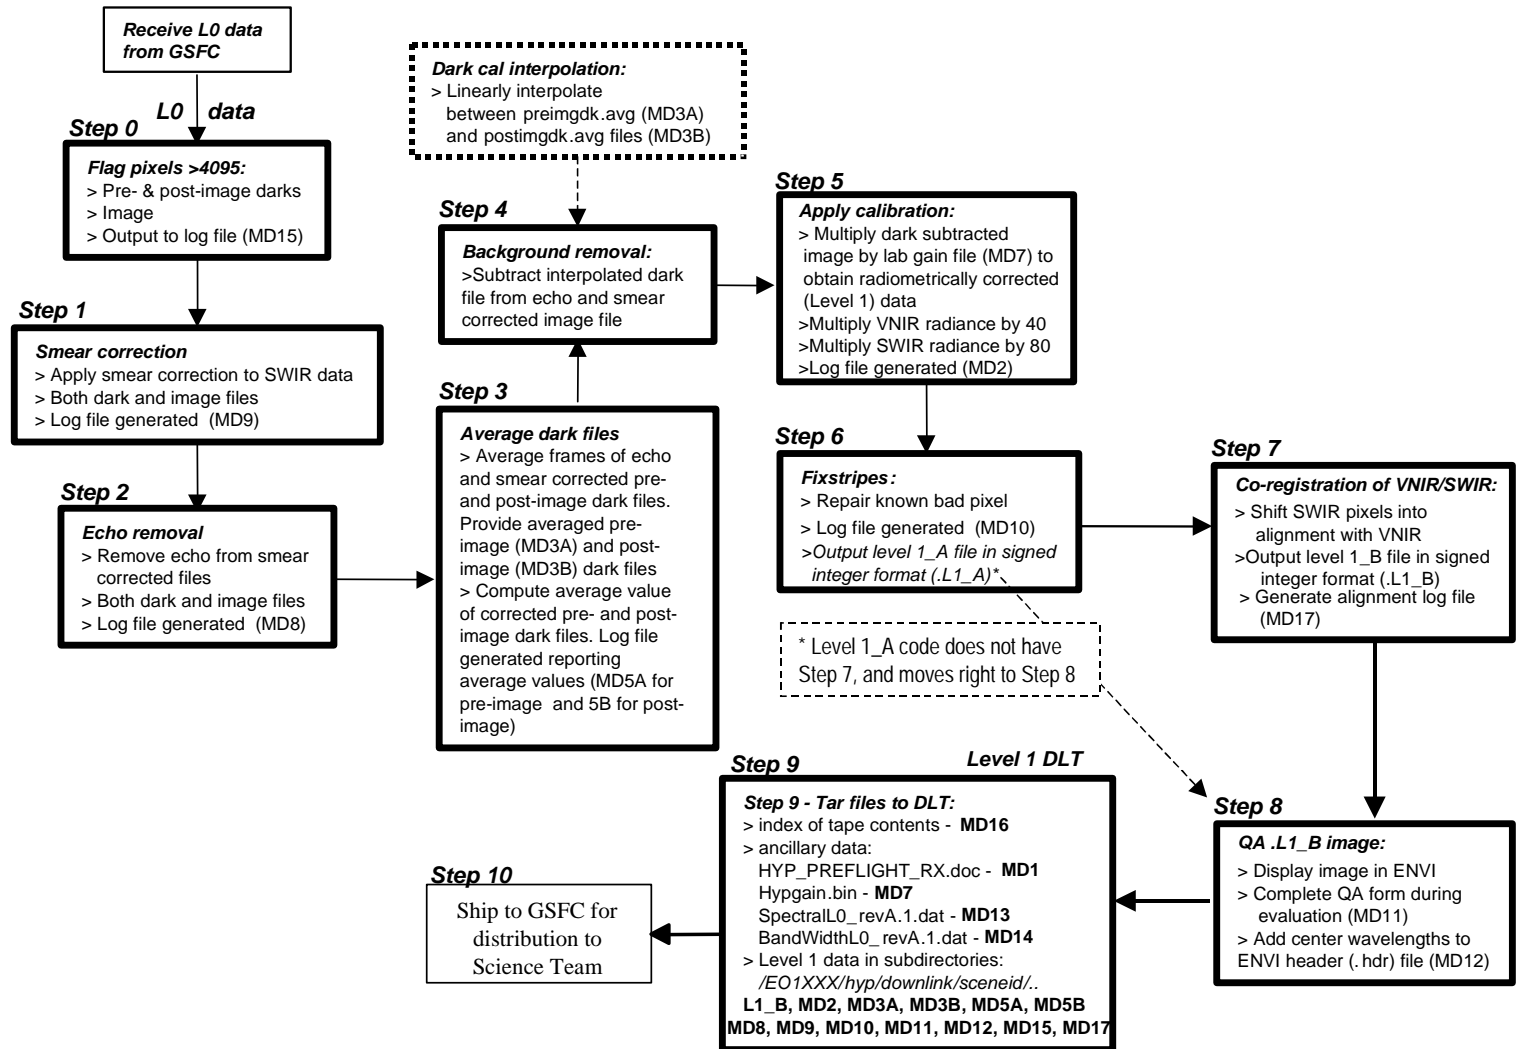 Receive L0 data
from GSFC
L0 data
Step 0
Flag pixels >4095:
> Pre- & post-image darks
> Image
> Output to log file (MD15)
Step 1
Smear correction
> Apply smear correction to SWIR data
> Both dark and image files
> Log file generated (MD9)
Step 2
Echo removal
> Remove echo from smear
corrected files
> Both dark and image files
> Log file generated (MD8)
Step 3
Average dark files
> Average frames of echo
and smear corrected pre-
and post-image dark files.
Provide averaged pre-
image (MD3A) and post-
image (MD3B) dark files
> Compute average value
of corrected pre- and post-
image dark files. Log file
generated reporting
average values (MD5A for
pre-image and 5B for post-
image)
Dark cal interpolation:
> Linearly interpolate
between preimgdk.avg (MD3A)
and postimgdk.avg files (MD3B)
Step 4
Background removal:
>Subtract interpolated dark
file from echo and smear
corrected image file
Step 5
Apply calibration:
> Multiply dark subtracted
image by lab gain file (MD7) to
obtain radiometrically corrected
(Level 1) data
>Multiply VNIR radiance by 40
>Multiply SWIR radiance by 80
>Log file generated (MD2)
Step 6
Fixstripes:
> Repair known bad pixel
> Log file generated (MD10)
>Output level 1_A file in signed
integer format (.L1_A)*
* Level 1_A code does not have
Step 7, and moves right to Step 8
Step 7
Co-registration of VNIR/SWIR:
> Shift SWIR pixels into
alignment with VNIR
>Output level 1_B file in signed
integer format (.L1_B)
> Generate alignment log file
(MD17)
Step 8
QA .L1_B image:
> Display image in ENVI
> Complete QA form during
evaluation (MD11)
> Add center wavelengths to
ENVI header (.hdr) file (MD12)
Step 9
Level 1 DLT
Step 9 - Tar files to DLT:
> index of tape contents - MD16
> ancillary data:
HYP_PREFLIGHT_RX.doc - MD1
Hypgain.bin - MD7
SpectralL0_revA.1.dat - MD13
BandWidthL0_revA.1.dat - MD14
> Level 1 data in subdirectories:
/EO1XXX/hyp/downlink/sceneid/..
L1_B, MD2, MD3A, MD3B, MD5A, MD5B
MD8, MD9, MD10, MD11, MD12, MD15, MD17
Step 10
Ship to GSFC for
distribution to
Science Team